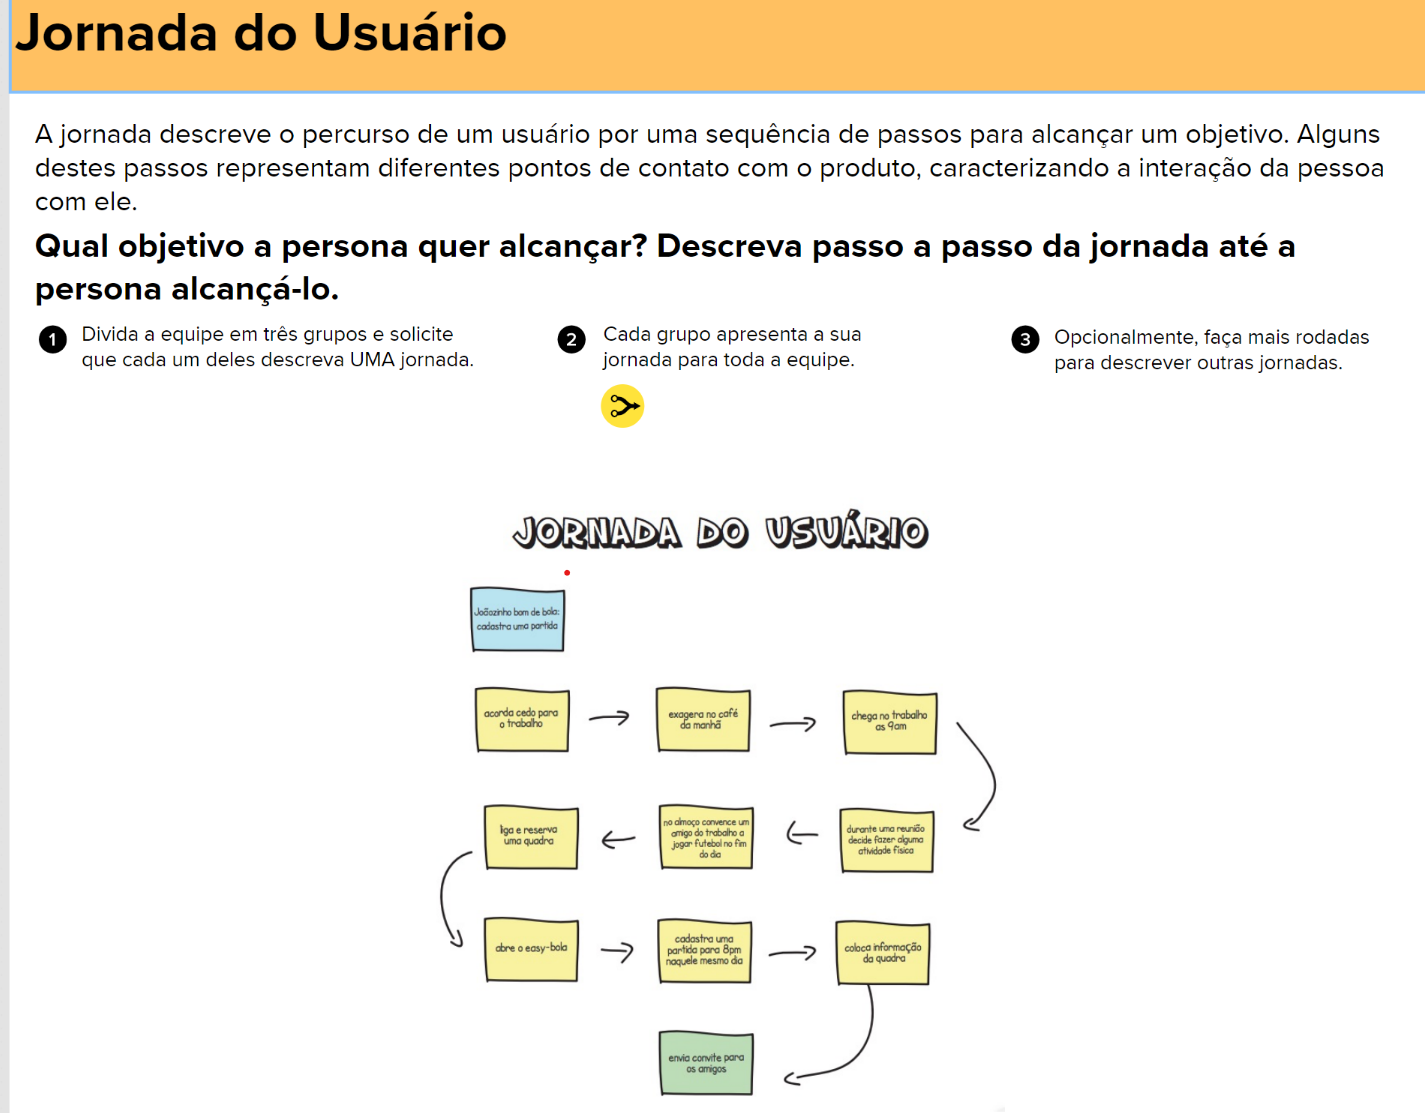 Jornada do Usuário
A jornada descreve o percurso de um usuário por uma sequência de passos para alcançar um objetivo. Alguns
destes passos representam diferentes pontos de contato com o produto, caracterizando a interação da pessoa
com ele.
Qual objetivo a persona quer alcançar? Descreva passo a passo da jornada até a
persona alcançá-lo.
1 Divida a equipe em três grupos e solicite
que cada um deles descreva UMA jornada.
2 Cada grupo apresenta a sua
jornada para toda a equipe.
3 Opcionalmente, faça mais rodadas
para descrever outras jornadas.
JORNADA DO USUÁRIO
Joãozinho bom de bola:
cadastra uma partida
acorda cedo para
o trabalho
exagera no café
da manhã
chega no trabalho
as 9am
durante uma reunião
decide fazer alguma
atividade física
no almoço convence um
amigo do trabalho a
jogar futebol no fim
do dia
liga e reserva
uma quadra
abre o easy-bola
cadastra uma
partida para 8pm
naquele mesmo dia
coloca informação
da quadra
envia convite para
os amigos